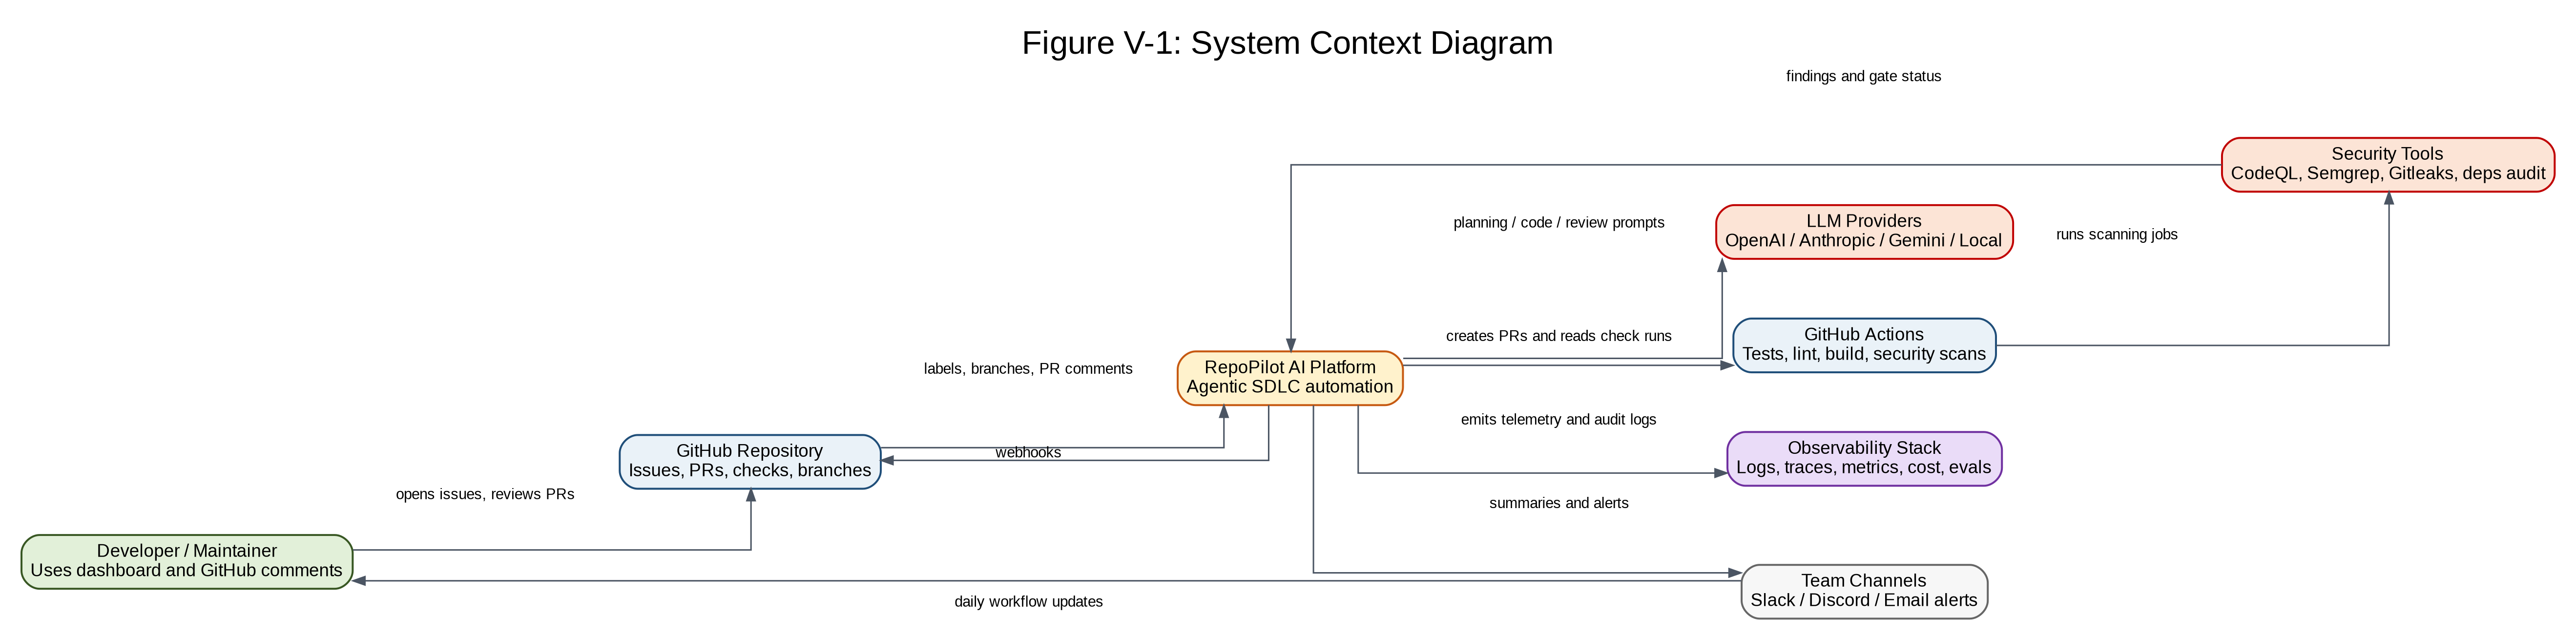 Figure V-1: System Context Diagram
findings and gate status
Security Tools
CodeQL, Semgrep, Gitleaks, deps audit
planning / code / review prompts
LLM Providers
OpenAI / Anthropic / Gemini / Local
runs scanning jobs
creates PRs and reads check runs
GitHub Actions
Tests, lint, build, security scans
labels, branches, PR comments
RepoPilot AI Platform
Agentic SDLC automation
emits telemetry and audit logs
GitHub Repository
Issues, PRs, checks, branches
webhooks
Observability Stack
Logs, traces, metrics, cost, evals
opens issues, reviews PRs
summaries and alerts
Developer / Maintainer
Uses dashboard and GitHub comments
Team Channels
Slack / Discord / Email alerts
daily workflow updates